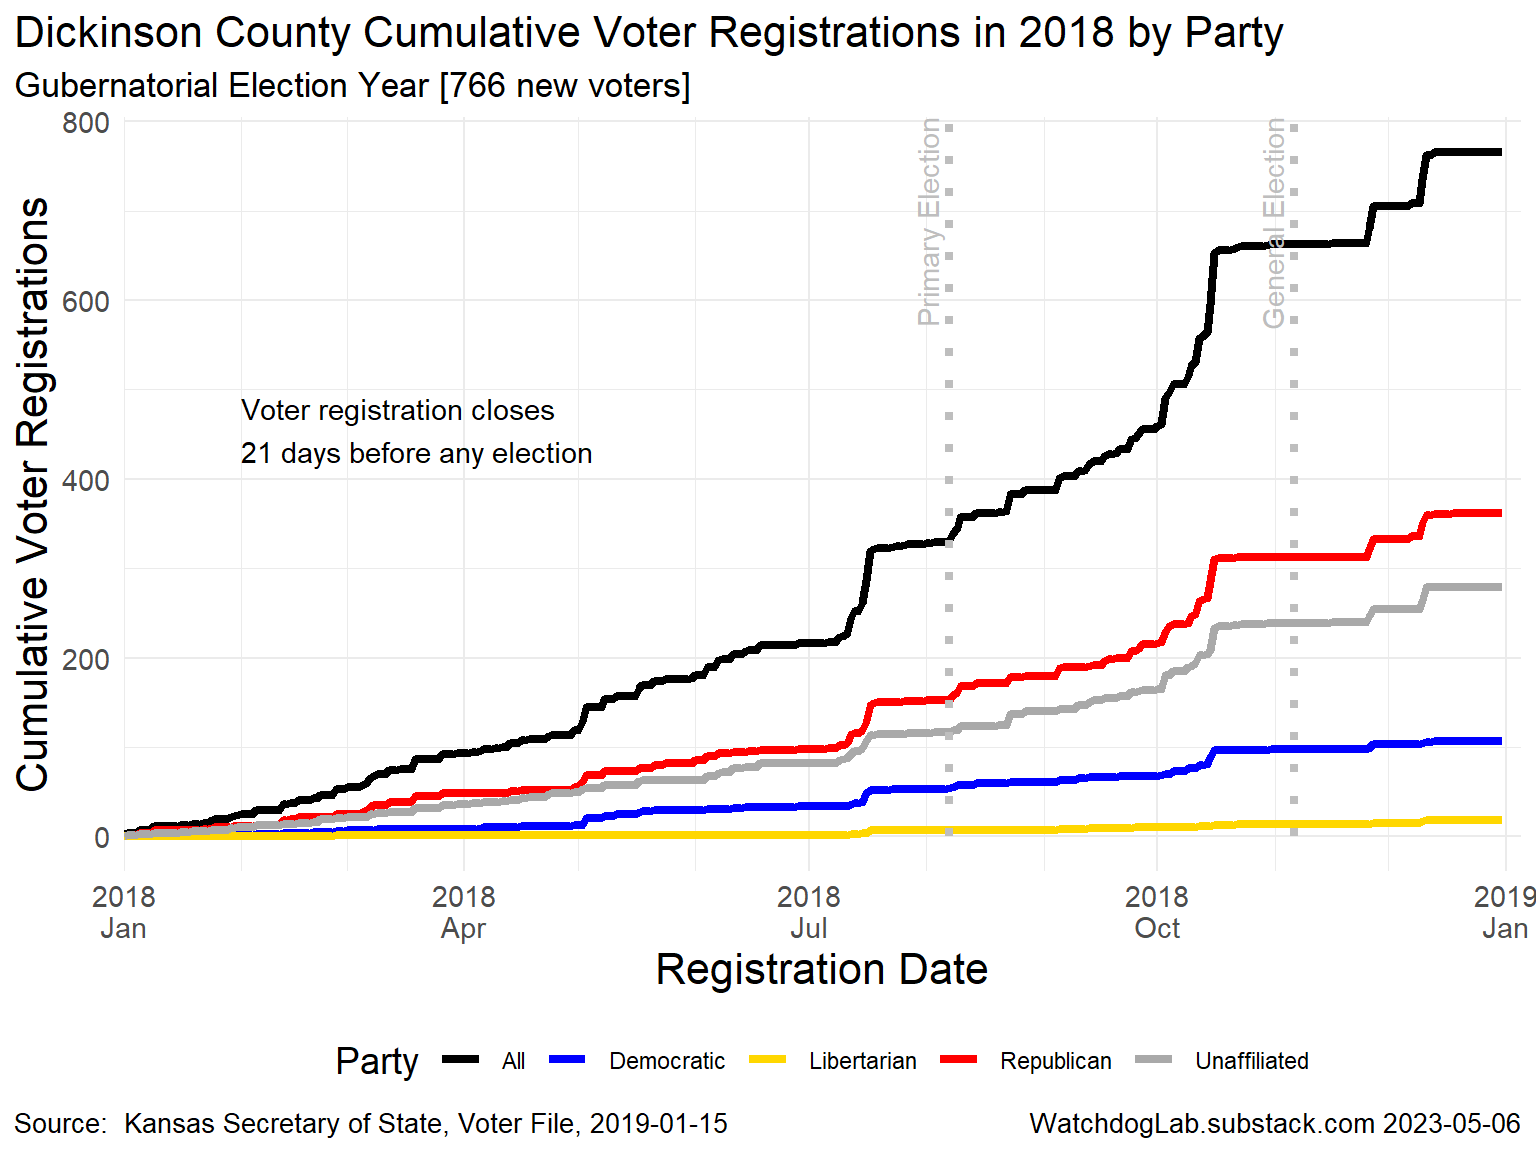 Dickinson County Cumulative Voter Registrations in 2018 by Party
Gubernatorial Election Year [766 new voters]
Cumulative Voter Registrations
800
600
400
200
0
Primary Election
General Election
Voter registration closes
21 days before any election
2018 2018 2018 2018 2019
Jan Apr Jul Oct Jan
Registration Date
Party All Democratic Libertarian Republican Unaffiliated
Source:  Kansas Secretary of State, Voter File, 2019-01-15
WatchdogLab.substack.com 2023-05-06